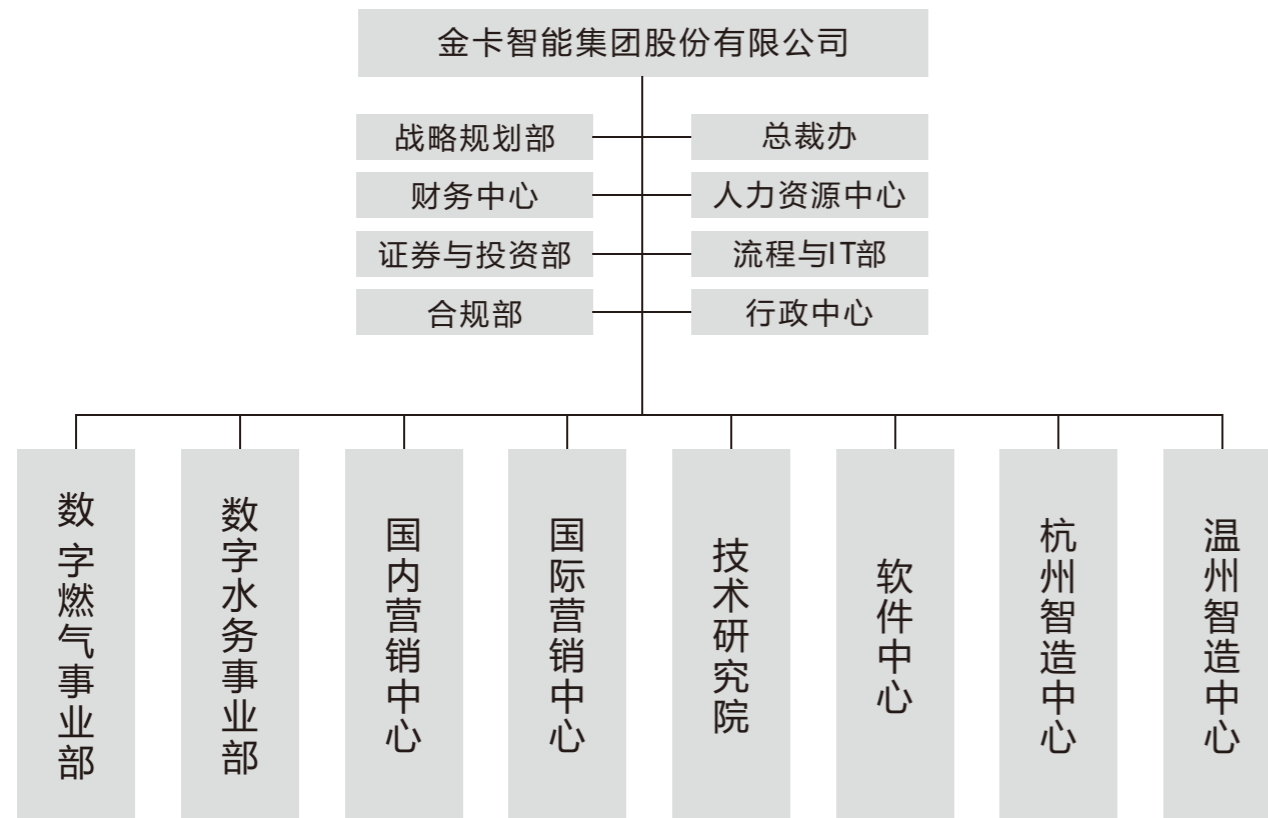 金卡智能集团股份有限公司
战略规划部
总裁办
财务中心
人力资源中心
证券与投资部
流程与IT部
合规部
行政中心
数字燃气事业部
数字水务事业部
国内营销中心
国际营销中心
技术研究院
软件中心
杭州智造中心
温州智造中心